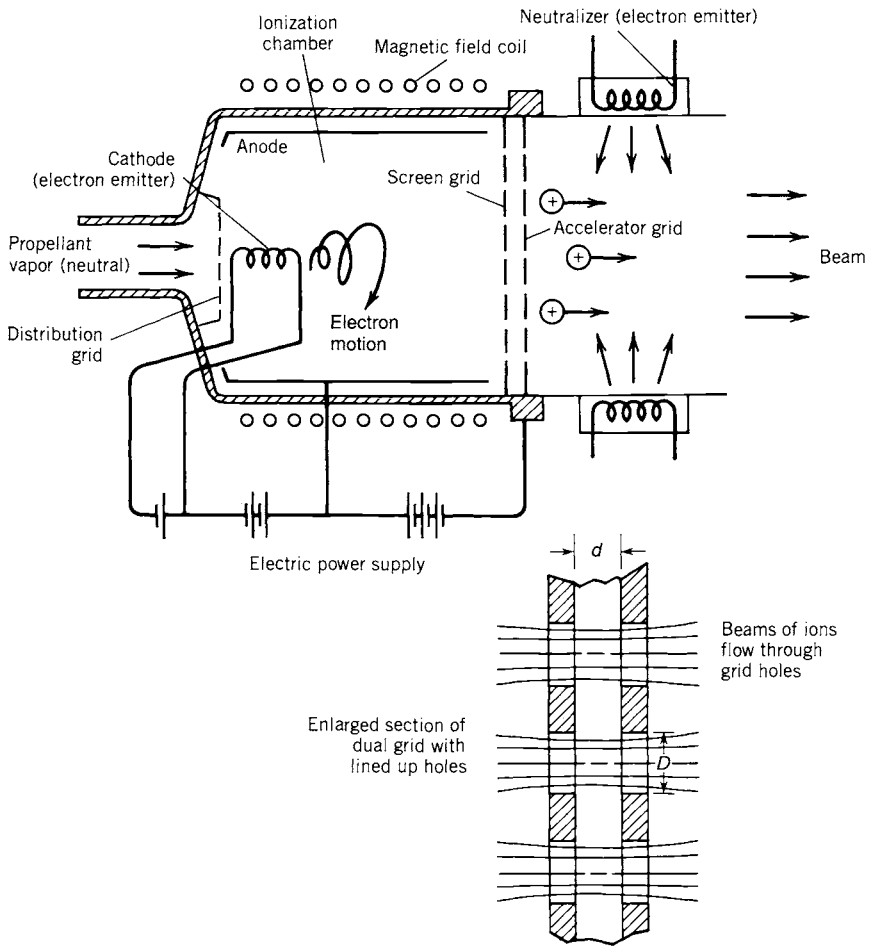 Neutralizer (electron emitter)
Ionization
chamber
Magnetic field coil
Anode
Cathode
(electron emitter)
Screen grid
+
Accelerator grid
Propellant
vapor (neutral)
+
Beam
+
Distribution
grid
Electron
motion
Electric power supply
d
Beams of ions
flow through
grid holes
Enlarged section of
dual grid with
lined up holes
D